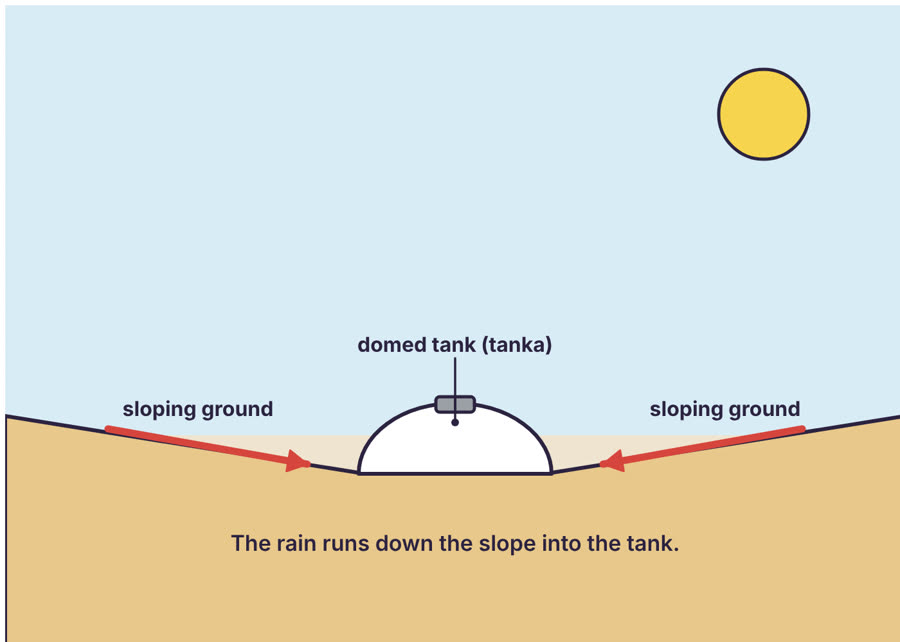 domed tank (tanka)
sloping ground
sloping ground
The rain runs down the slope into the tank.